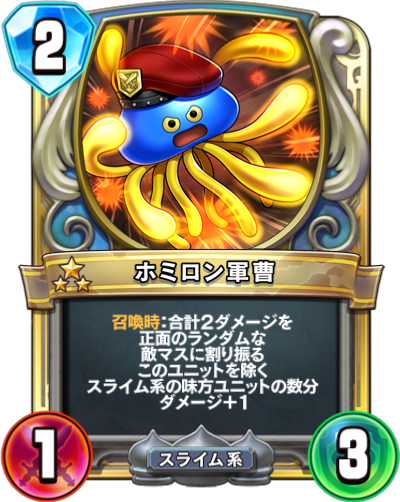 2
ホミロン軍曹
召喚時:合計2ダメージを
正面のランダムな
敵マスに割り振る
このユニットを除く
スライム系の味方ユニットの数分
ダメージ+1
1
スライム系
3